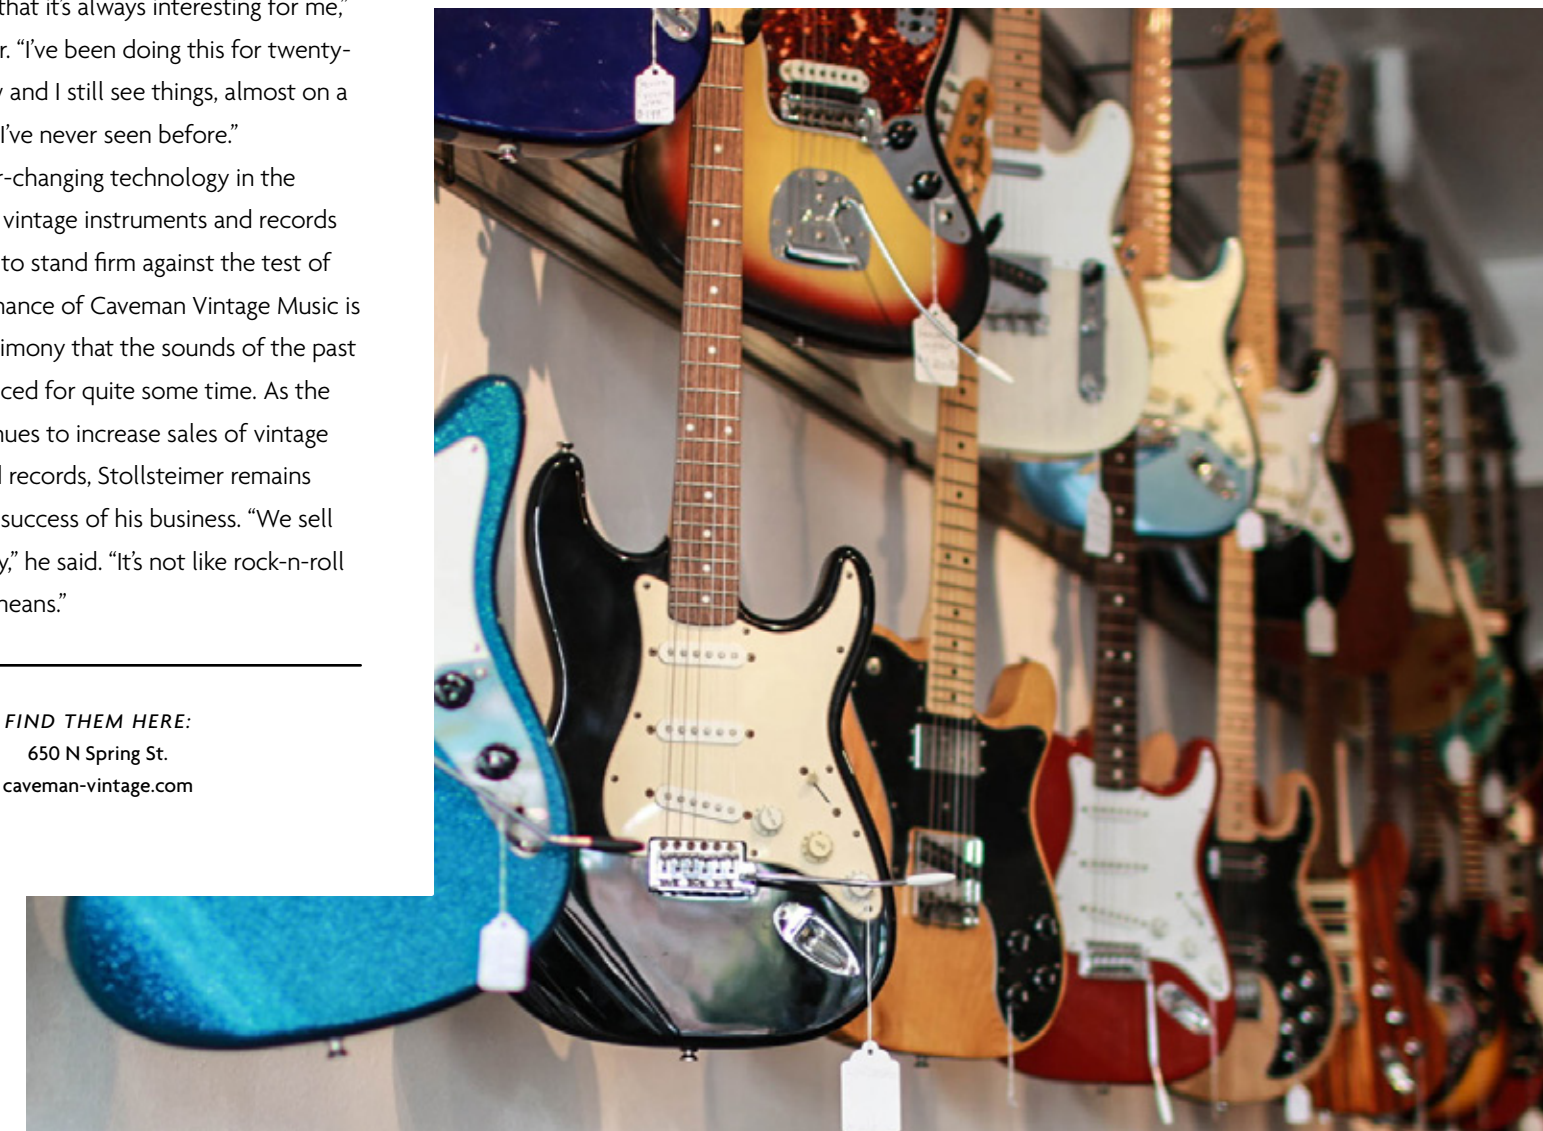 that it’s always interesting for me,”
r. “I’ve been doing this for twenty-
and I still see things, almost on a
I’ve never seen before.”
r-changing technology in the
vintage instruments and records
to stand firm against the test of
nance of Caveman Vintage Music is
imony that the sounds of the past
ced for quite some time. As the
nues to increase sales of vintage
records, Stollsteimer remains
success of his business. “We sell
y,” he said. “It’s not like rock-n-roll
means.”
FIND THEM HERE:
650 N Spring St.
caveman-vintage.com